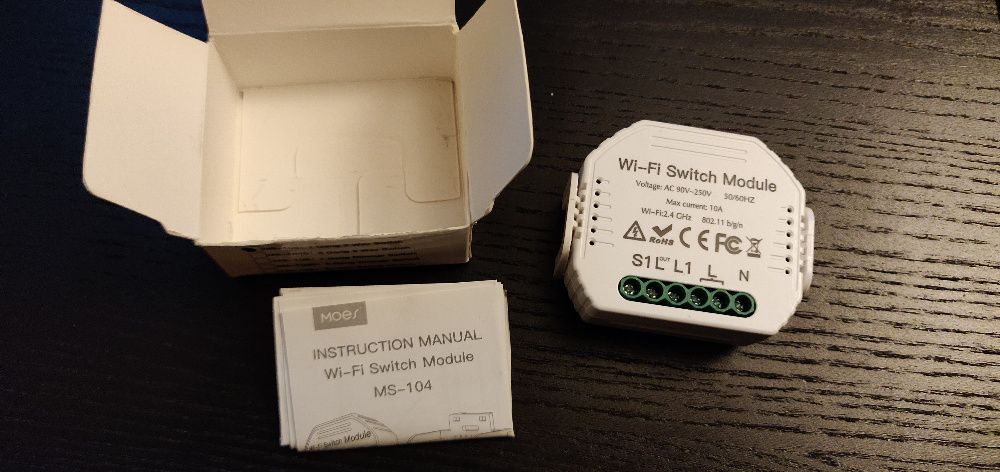 MOES
INSTRUCTION MANUAL
Wi-Fi Switch Module
MS-104
Wi-Fi Switch Module
Wi-Fi Switch Module
Voltage: AC 90V~250V 50/60HZ
Max current: 10A
Wi-Fi:2.4 GHz 802.11 b/g/n
RoHS CE FC
S1 L OUT L1 L N